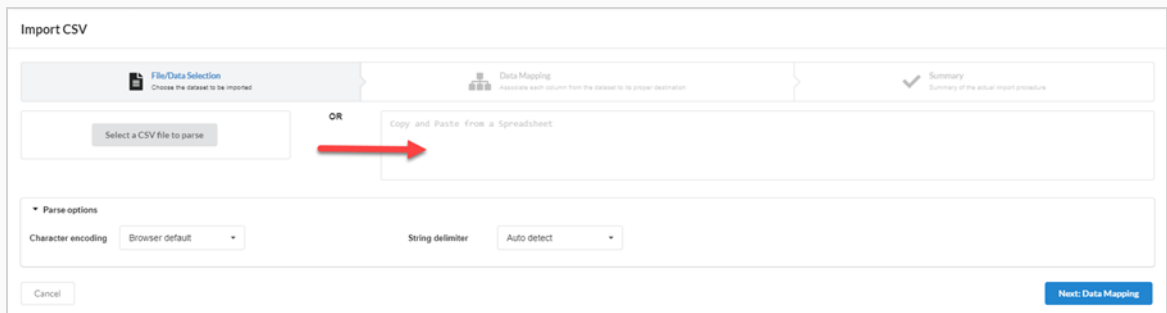 Import CSV
File/Data Selection
Choose the dataset to be imported
Data Mapping
Associate each column from the dataset to its proper destination
Summary
Summary of the actual import procedure
Select a CSV file to parse
OR
Copy and Paste from a Spreadsheet
Parse options
Character encoding Browser default String delimiter Auto detect
Cancel
Next: Data Mapping